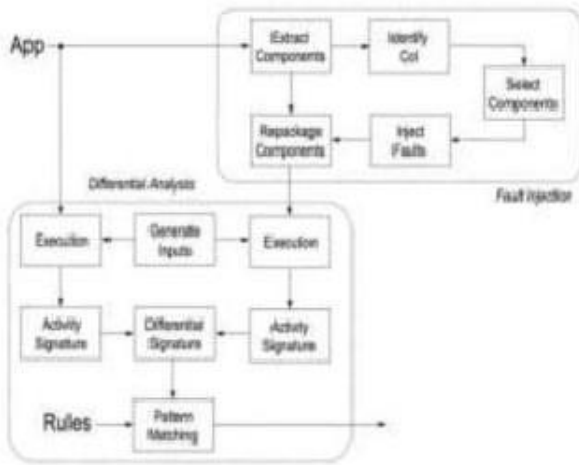 App
Extract
Components
Identify
CoI
Select
Components
Repackage
Components
Inject
Faults
Differential Analysis
Fault Injection
Execution
Generate
Inputs
Execution
Activity
Signature
Differential
Signature
Activity
Signature
Rules
Pattern
Matching